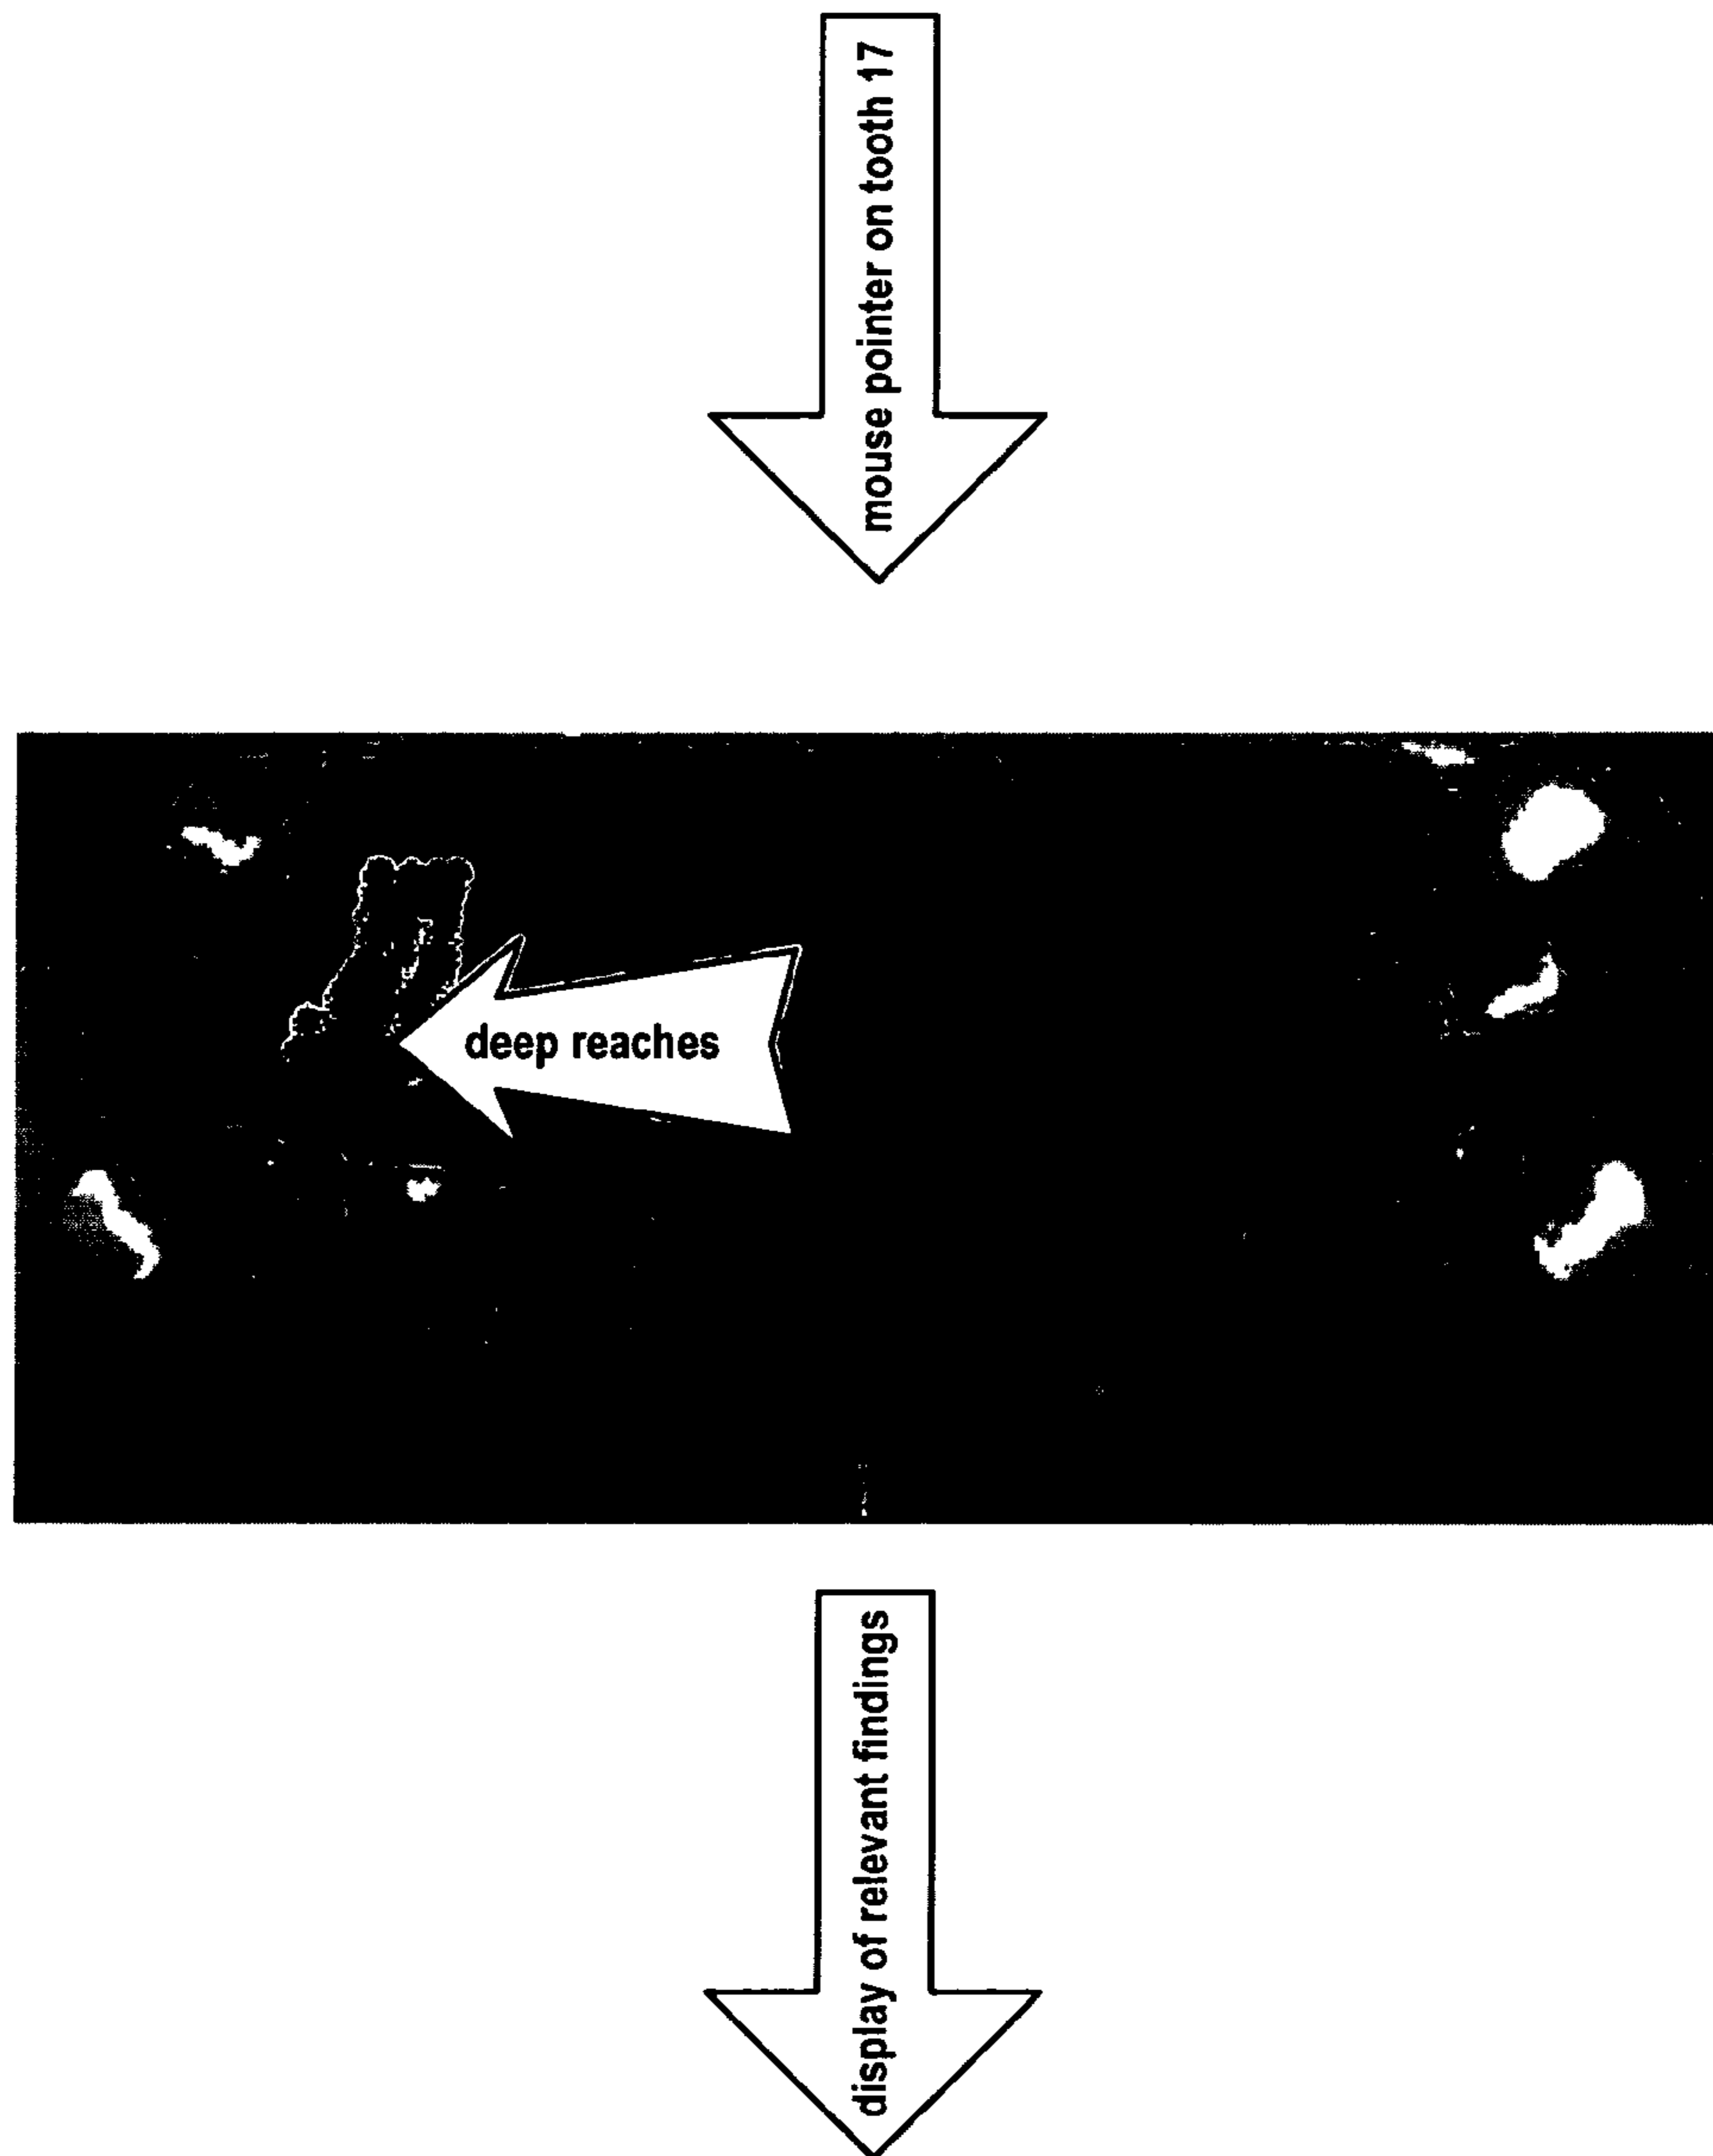 mouse pointer on tooth 17
deep reaches
display of relevant findings